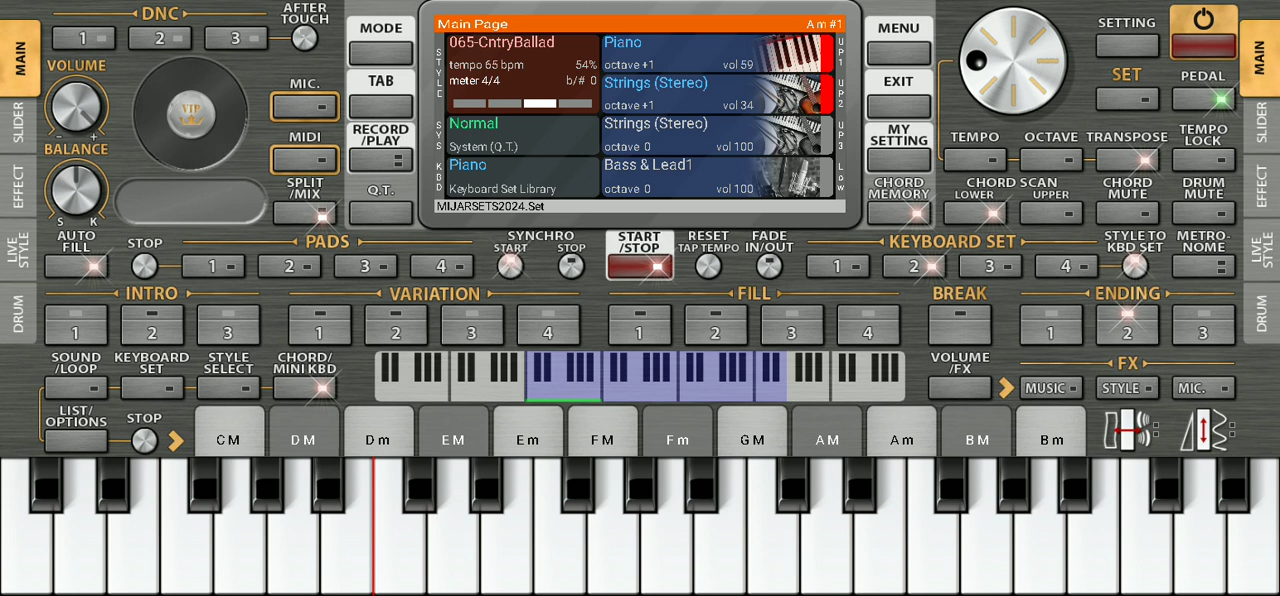 DNC
1 2 3
AFTER
TOUCH
MAIN
VOLUME
- +
BALANCE
S K
VIP
MIC.
MIDI
SPLIT
/MIX
MODE
TAB
RECORD
/PLAY
Q.T.
Main Page Am #1
STYLE
065-CntryBallad
tempo 65 bpm 54%
meter 4/4 b/# 0
SYS
Normal
System (Q.T.)
KBD
Piano
Keyboard Set Library
Piano
octave +1 vol 59
UP1
Strings (Stereo)
octave +1 vol 34
UP2
Strings (Stereo)
octave 0 vol 100
UP3
Bass & Lead1
octave 0 vol 100
Low
MIJARSETS2024.Set
MENU
EXIT
MY
SETTING
CHORD
MEMORY
SETTING
SET
PEDAL
TEMPO
OCTAVE
TRANSPOSE
TEMPO
LOCK
CHORD SCAN
LOWER UPPER
CHORD
MUTE
DRUM
MUTE
MAIN
SLIDER
EFFECT
LIVE
STYLE
DRUM
SLIDER
EFFECT
LIVE
STYLE
DRUM
AUTO
FILL
STOP
PADS
1 2 3 4
SYNCHRO
START STOP
START
/STOP
RESET
TAP TEMPO
FADE
IN/OUT
KEYBOARD SET
1 2 3 4
STYLE TO
KBD SET
METRO-
NOME
INTRO
1 2 3
VARIATION
1 2 3 4
FILL
1 2 3 4
BREAK
ENDING
1 2 3
SOUND
/LOOP
KEYBOARD
SET
STYLE
SELECT
CHORD/
MINI KBD
VOLUME
/FX
FX
MUSIC STYLE MIC.
LIST/
OPTIONS
STOP
CM DM Dm EM Em FM Fm GM AM Am BM Bm